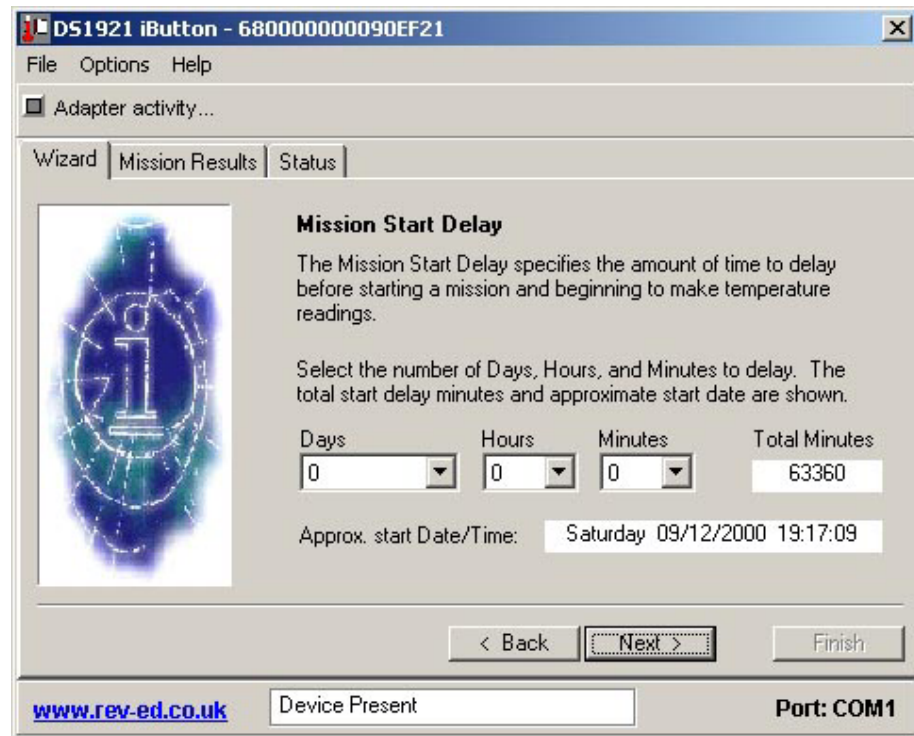 DS1921 iButton - 680000000090EF21
File Options Help
Adapter activity...
Wizard Mission Results Status
Mission Start Delay
The Mission Start Delay specifies the amount of time to delay
before starting a mission and beginning to make temperature
readings.
Select the number of Days, Hours, and Minutes to delay. The
total start delay minutes and approximate start date are shown.
Days Hours Minutes Total Minutes
0 0 0 63360
Approx. start Date/Time: Saturday 09/12/2000 19:17:09
< Back Next > Finish
www.rev-ed.co.uk Device Present Port: COM1